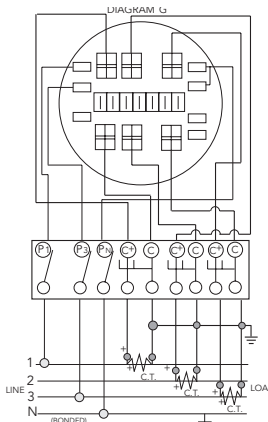 DIAGRAM G
P1 P3 PN C+ C C+ C C+ C
+ +
1
C.T.
2
LINE LOA
C.T.
3
C.T.
N
(BONDED)